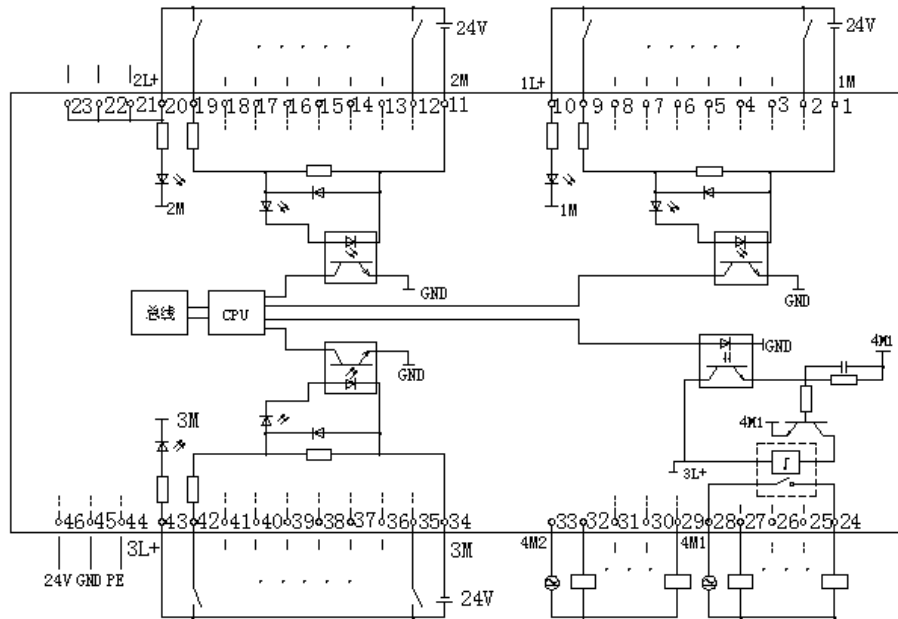 24V 24V
2L+ 2M 1L+ 1M
23 22 21 20 19 18 17 16 15 14 13 12 11 10 9 8 7 6 5 4 3 2 1
2M 1M
GND GND
总线 CPU
GND 4M1
GND
3M 4M1
3L+
46 45 44 43 42 41 40 39 38 37 36 35 34 33 32 31 30 29 28 27 26 25 24
3L+ 3M 4M2 4M1
24V GND PE
24V